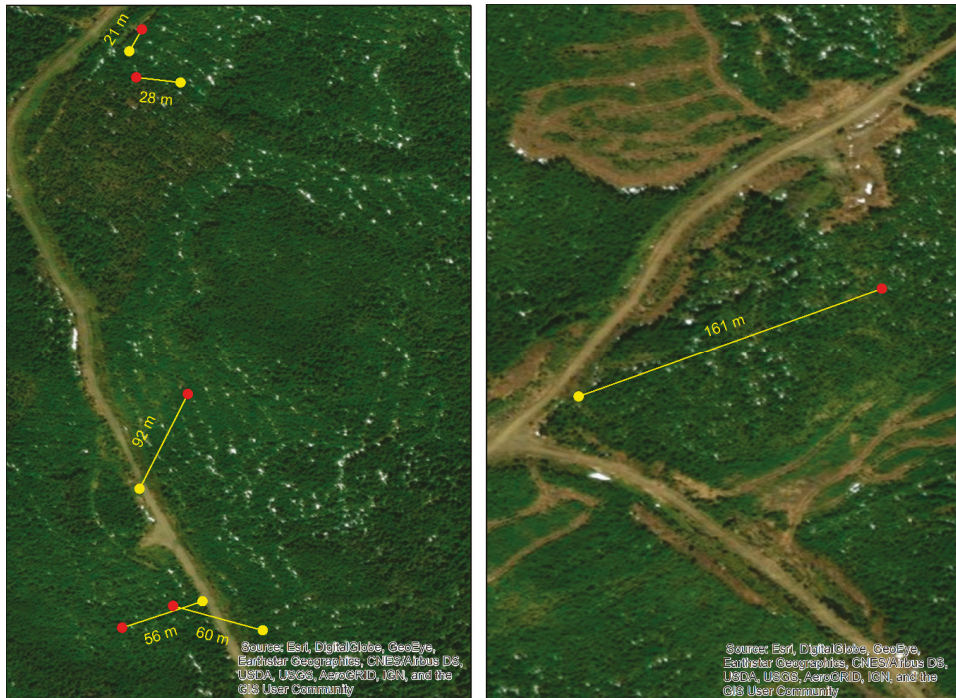 21 m
28 m
92 m
56 m
60 m
Source: Esri, DigitalGlobe, GeoEye,
Earthstar Geographics, CNES/Airbus DS,
USDA, USGS, AeroGRID, IGN, and the
GIS User Community
161 m
Source: Esri, DigitalGlobe, GeoEye,
Earthstar Geographics, CNES/Airbus DS,
USDA, USGS, AeroGRID, IGN, and the
GIS User Community